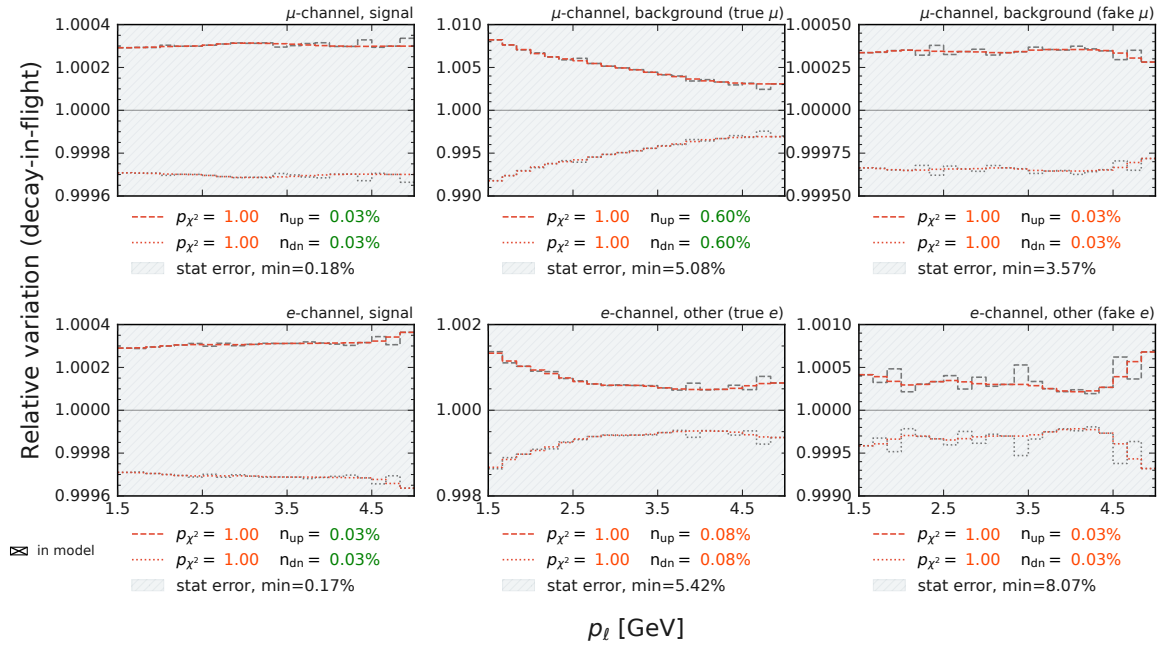 Relative variation (decay-in-flight)
μ-channel, signal
1.0004
1.0002
1.0000
0.9998
0.9996
p_χ² = 1.00 n_up = 0.03%
p_χ² = 1.00 n_dn = 0.03%
stat error, min=0.18%
μ-channel, background (true μ)
1.010
1.005
1.000
0.995
0.990
p_χ² = 1.00 n_up = 0.60%
p_χ² = 1.00 n_dn = 0.60%
stat error, min=5.08%
μ-channel, background (fake μ)
1.00050
1.00025
1.00000
0.99975
0.99950
p_χ² = 1.00 n_up = 0.03%
p_χ² = 1.00 n_dn = 0.03%
stat error, min=3.57%
e-channel, signal
1.0004
1.0002
1.0000
0.9998
0.9996
1.5 2.5 3.5 4.5
p_χ² = 1.00 n_up = 0.03%
p_χ² = 1.00 n_dn = 0.03%
stat error, min=0.17%
e-channel, other (true e)
1.002
1.001
1.000
0.999
0.998
1.5 2.5 3.5 4.5
p_χ² = 1.00 n_up = 0.08%
p_χ² = 1.00 n_dn = 0.08%
stat error, min=5.42%
e-channel, other (fake e)
1.0010
1.0005
1.0000
0.9995
0.9990
1.5 2.5 3.5 4.5
p_χ² = 1.00 n_up = 0.03%
p_χ² = 1.00 n_dn = 0.03%
stat error, min=8.07%
in model
p_ℓ [GeV]